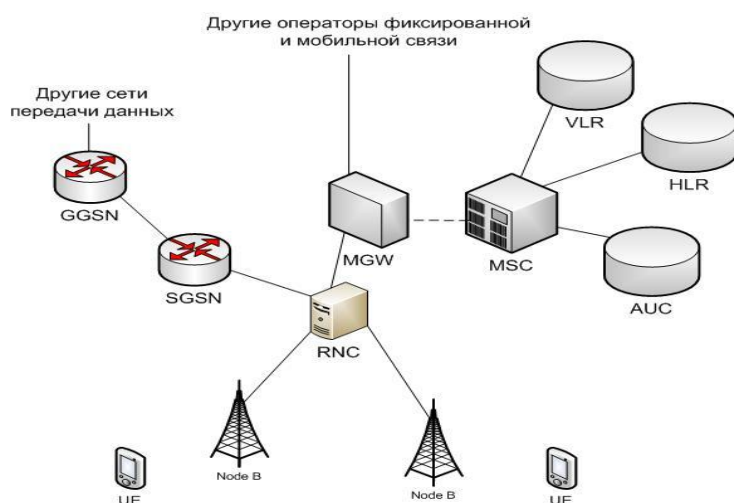 Другие операторы фиксированной
и мобильной связи
Другие сети
передачи данных
VLR
HLR
GGSN
MGW
MSC
SGSN
AUC
RNC
Node B
Node B
UE
UE